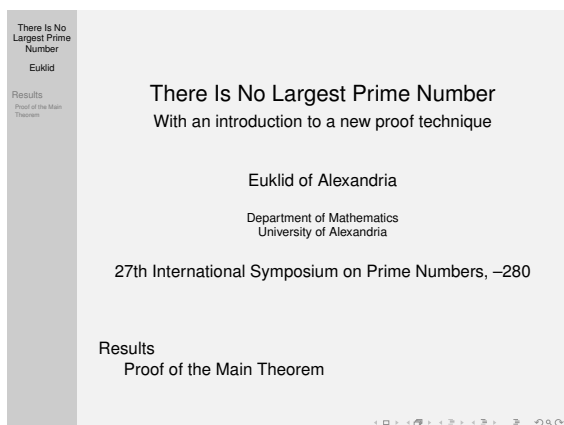 There Is No
Largest Prime
Number
Euklid
Results
Proof of the Main
Theorem
There Is No Largest Prime Number
With an introduction to a new proof technique
Euklid of Alexandria
Department of Mathematics
University of Alexandria
27th International Symposium on Prime Numbers, –280
Results
Proof of the Main Theorem